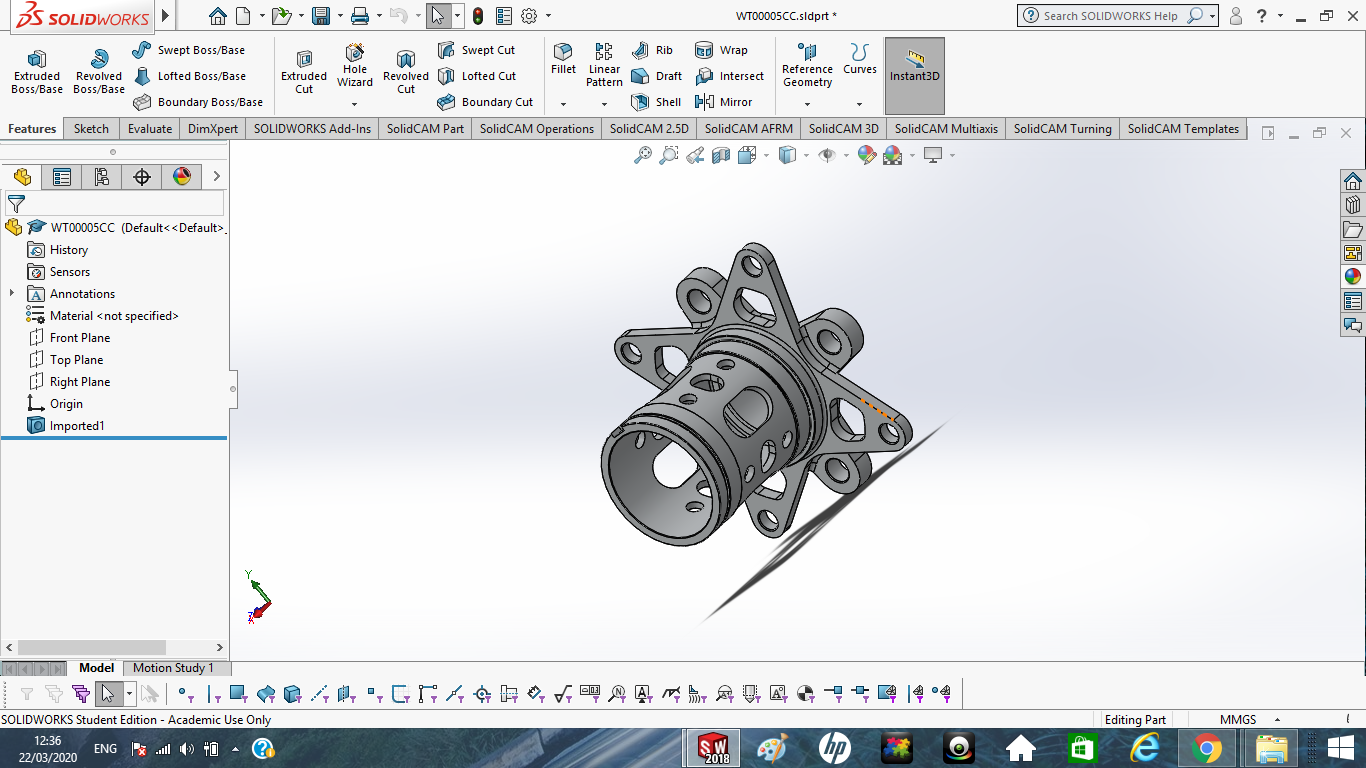 SOLIDWORKS
WT00005CC.sldprt *
Search SOLIDWORKS Help
Extruded Boss/Base
Revolved Boss/Base
Swept Boss/Base
Lofted Boss/Base
Boundary Boss/Base
Extruded Cut
Hole Wizard
Revolved Cut
Swept Cut
Lofted Cut
Boundary Cut
Fillet
Linear Pattern
Rib
Draft
Shell
Wrap
Intersect
Mirror
Reference Geometry
Curves
Instant3D
Features Sketch Evaluate DimXpert SOLIDWORKS Add-Ins SolidCAM Part SolidCAM Operations SolidCAM 2.5D SolidCAM AFRM SolidCAM 3D SolidCAM Multiaxis SolidCAM Turning SolidCAM Templates
WT00005CC (Default<<Default>_
History
Sensors
Annotations
Material <not specified>
Front Plane
Top Plane
Right Plane
Origin
Imported1
Y
Z
X
Model Motion Study 1
SOLIDWORKS Student Edition - Academic Use Only
Editing Part
MMGS
12:36
22/03/2020
ENG
SW
2018
hp